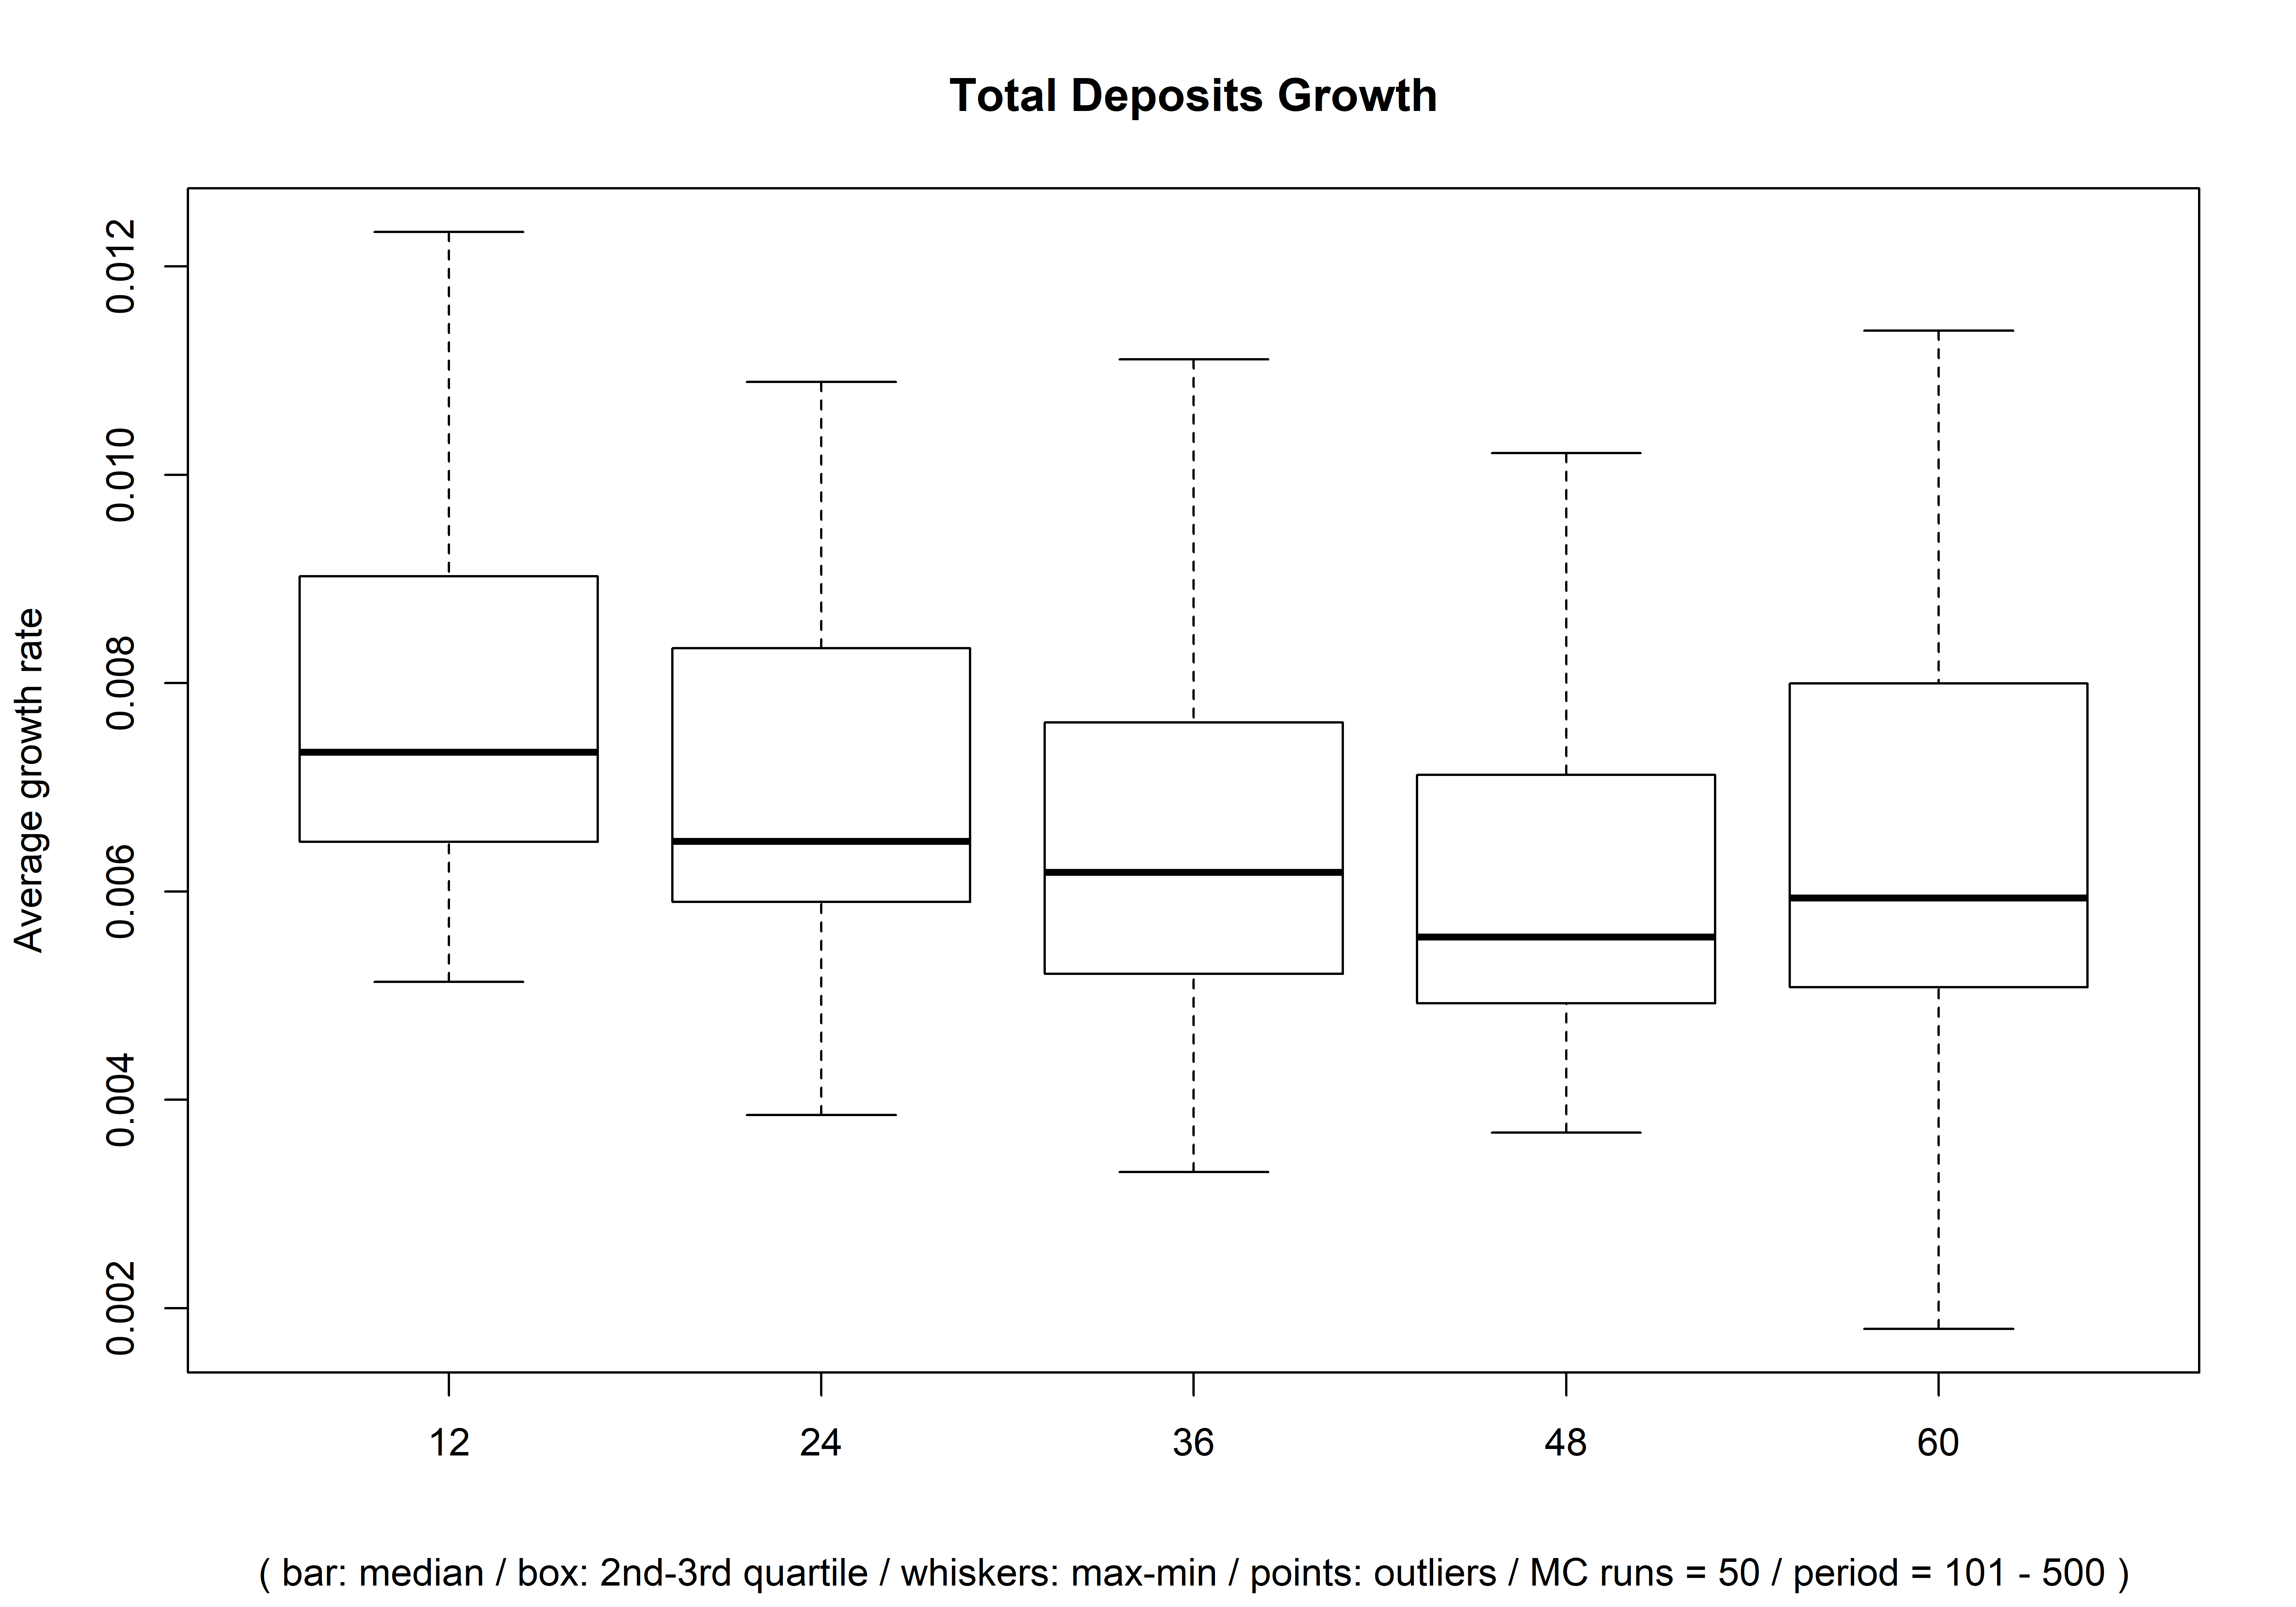 Total Deposits Growth
Average growth rate
0.012
0.010
0.008
0.006
0.004
0.002
12 24 36 48 60
( bar: median / box: 2nd-3rd quartile / whiskers: max-min / points: outliers / MC runs = 50 / period = 101 - 500 )